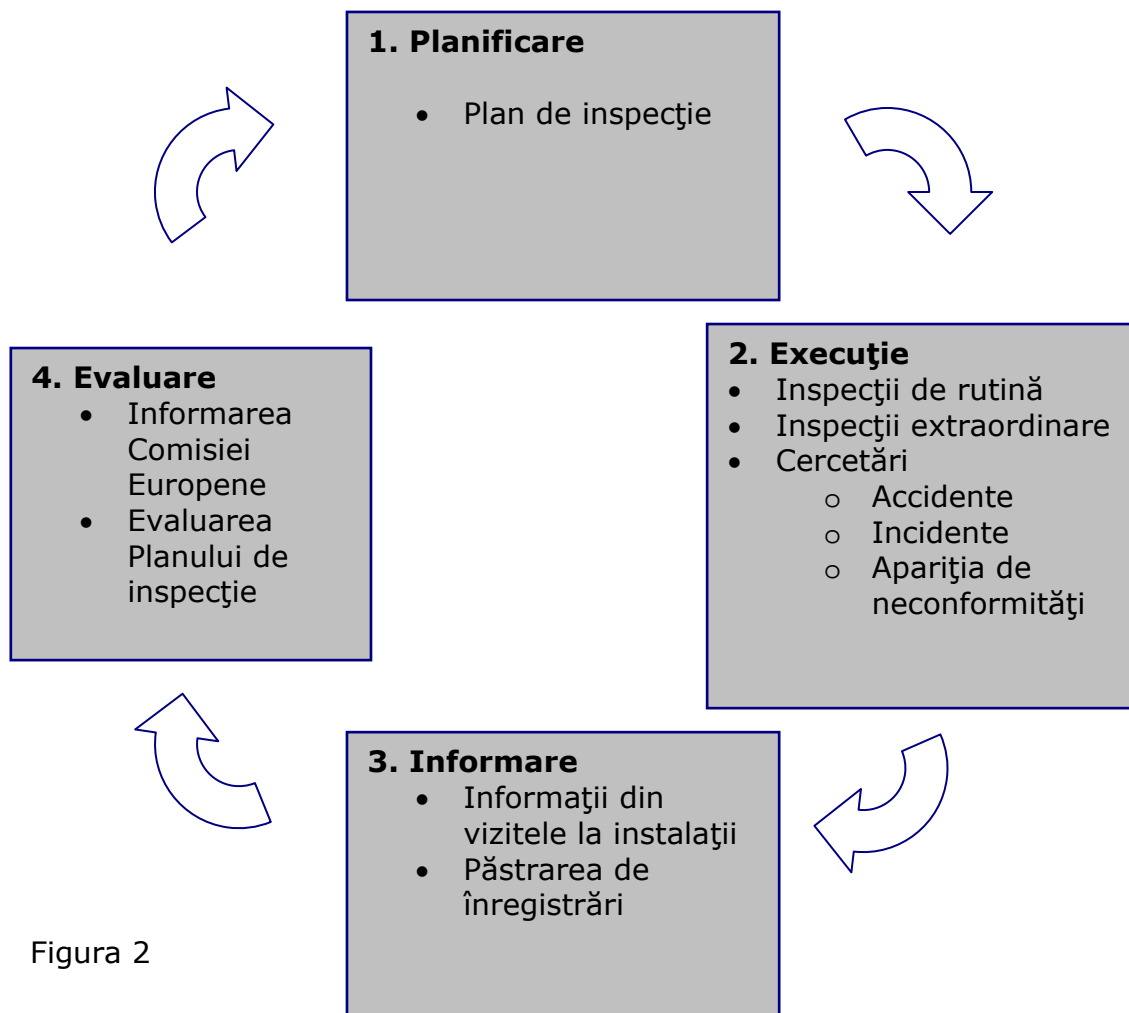 1. Planificare
• Plan de inspecţie
2. Execuţie
• Inspecţii de rutină
• Inspecţii extraordinare
• Cercetări
o Accidente
o Incidente
o Apariţia de
neconformităţi
3. Informare
• Informaţii din
vizitele la instalaţii
• Păstrarea de
înregistrări
4. Evaluare
• Informarea
Comisiei
Europene
• Evaluarea
Planului de
inspecţie
Figura 2